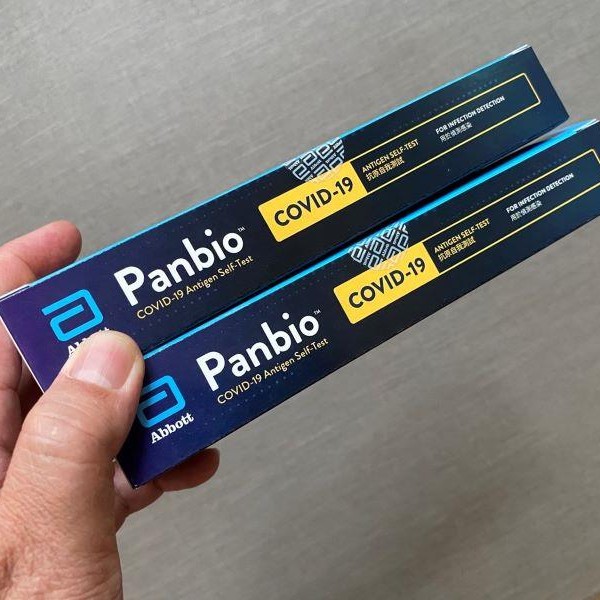 Panbio™
COVID-19 Antigen Self-Test
COVID-19
ANTIGEN SELF-TEST
抗原自我測試
FOR INFECTION DETECTION
用於偵測感染
Abbott
Panbio™
COVID-19 Antigen Self-Test
COVID-19
ANTIGEN SELF-TEST
抗原自我測試
FOR INFECTION DETECTION
用於偵測感染
Abbott